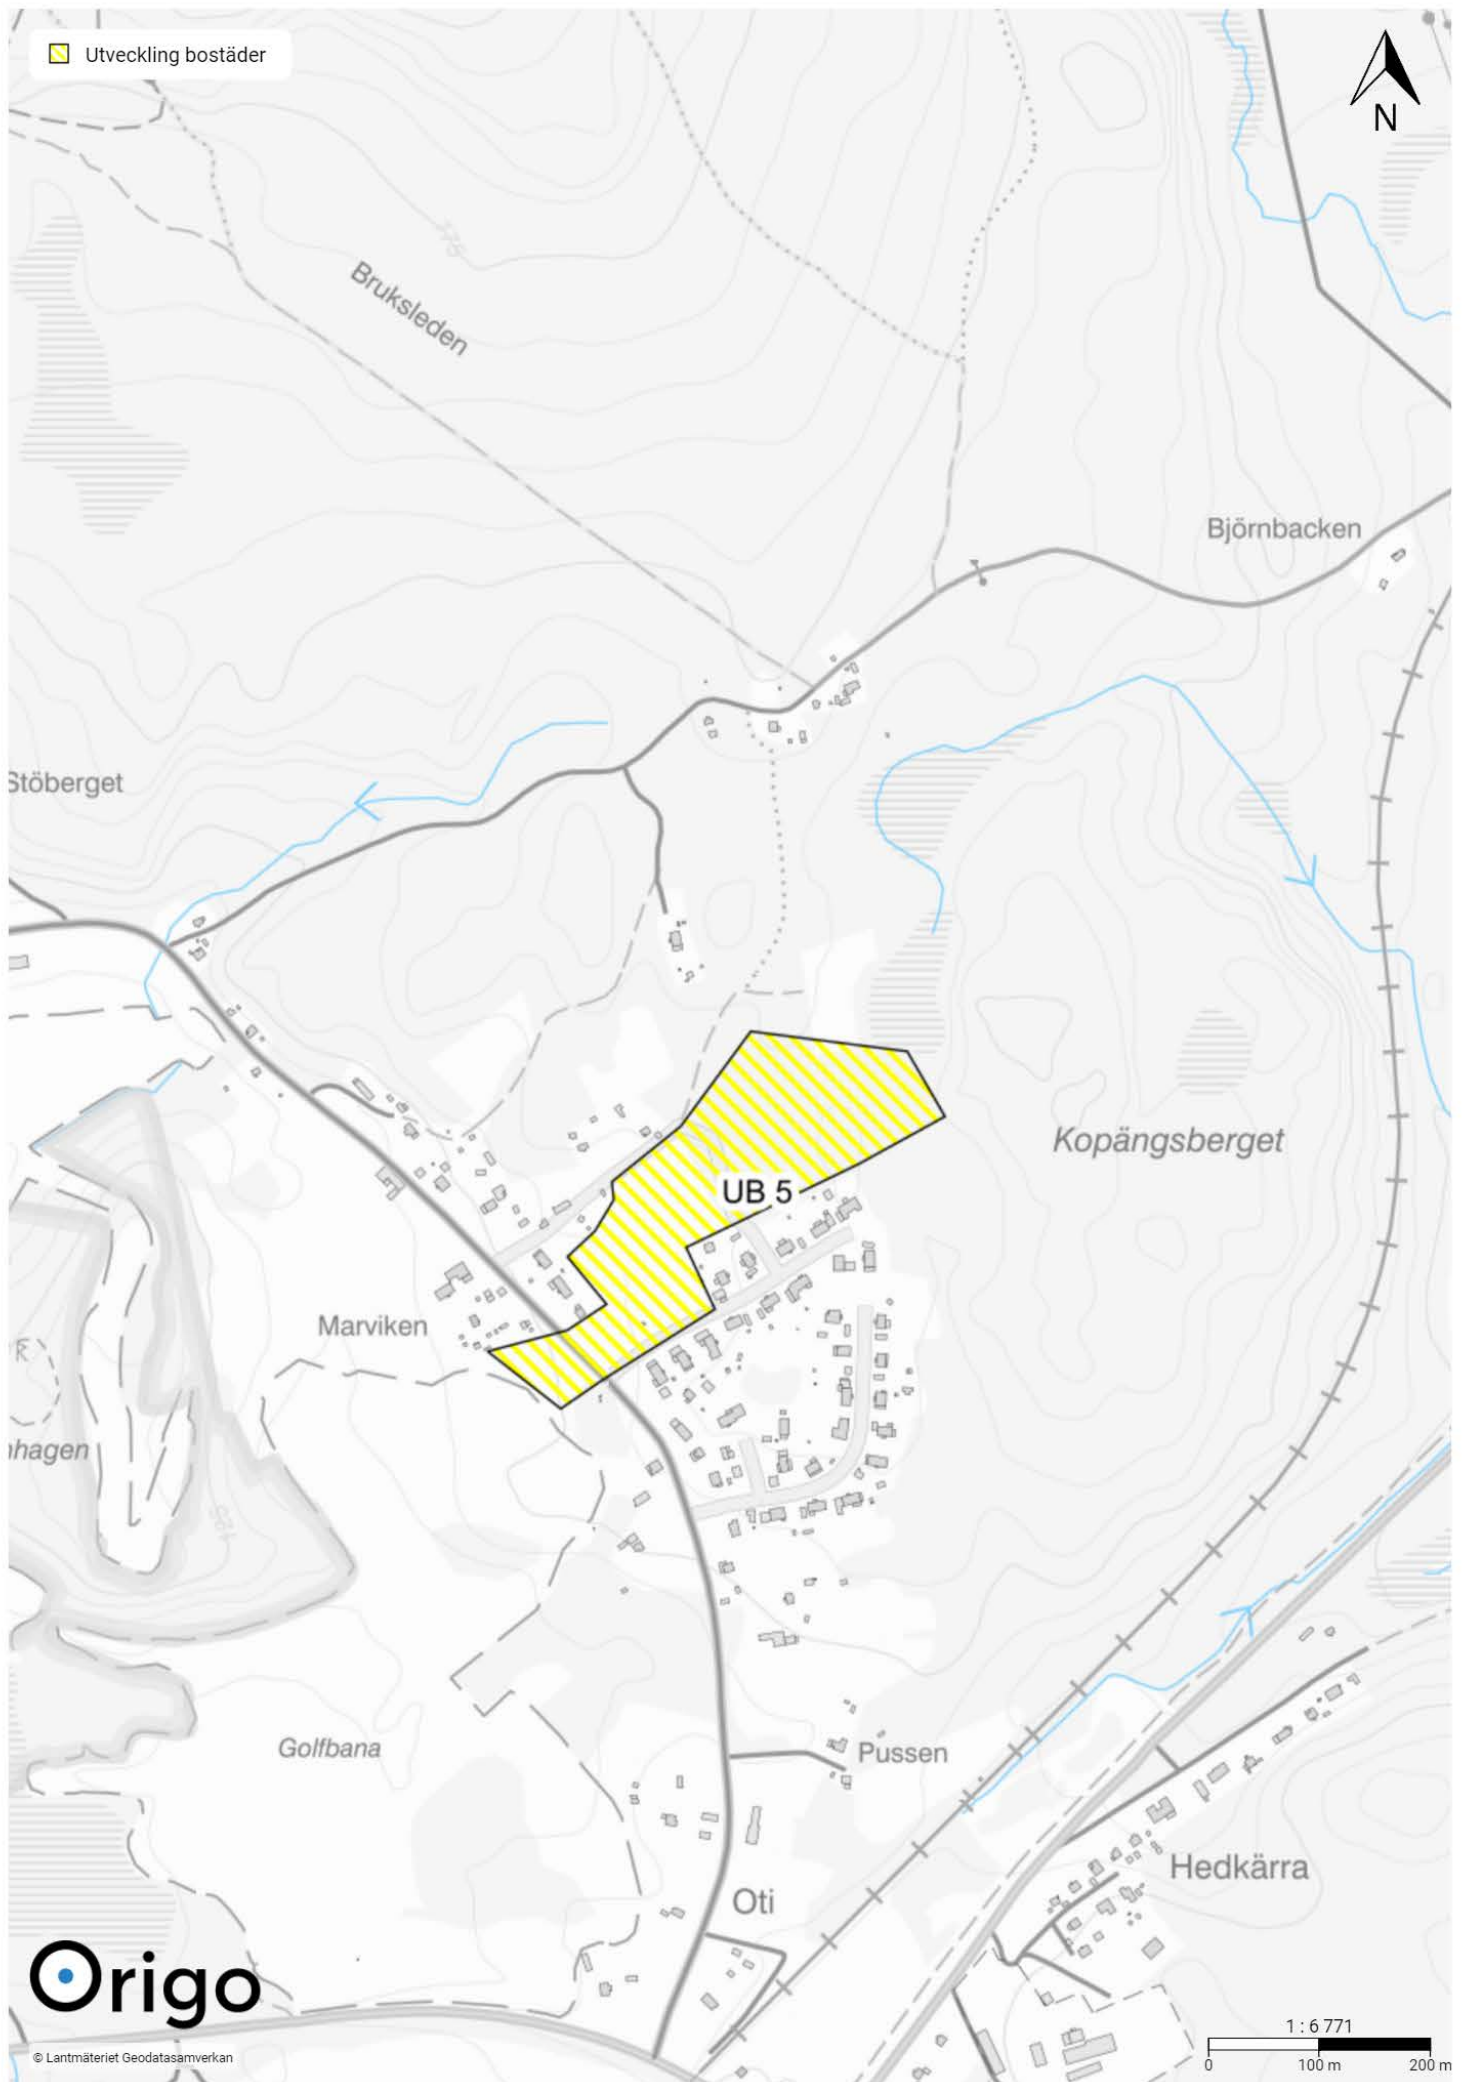 Utveckling bostäder
N
Bruksleden
Björnbacken
Stöberget
Kopängsberget
UB 5
Marviken
hagen
Golfbana
Pussen
Hedkärra
Oti
Origo
1 : 6 771
© Lantmäteriet Geodatasamverkan
0 100 m 200 m